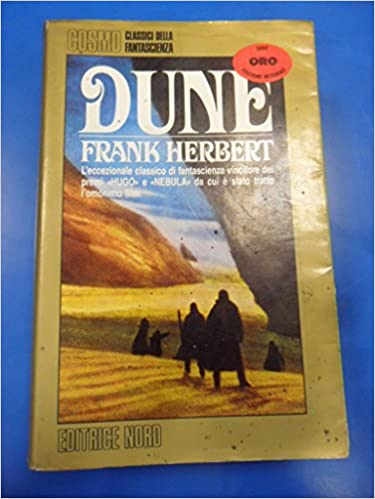 COSMO CLASSICI DELLA
FANTASCIENZA
ORO
DUNE
FRANK HERBERT
L'eccezionale classico di fantascienza vincitore dei
premi «HUGO» e «NEBULA» da cui è stato tratto
l'omonimo film
EDITRICE NORD